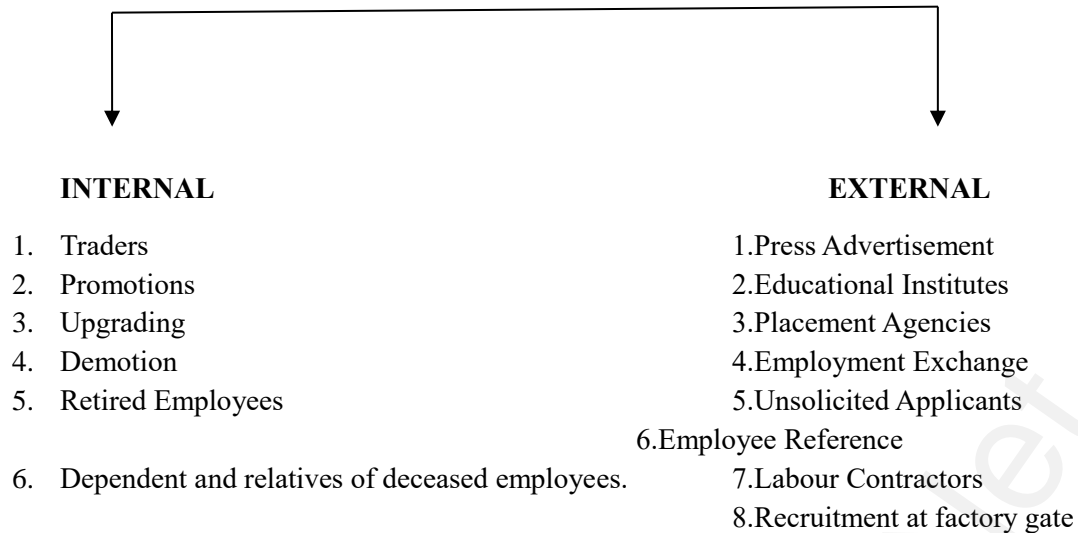 INTERNAL
EXTERNAL
1. Traders
2. Promotions
3. Upgrading
4. Demotion
5. Retired Employees
6. Dependent and relatives of deceased employees.
1.Press Advertisement
2.Educational Institutes
3.Placement Agencies
4.Employment Exchange
5.Unsolicited Applicants
6.Employee Reference
7.Labour Contractors
8.Recruitment at factory gate